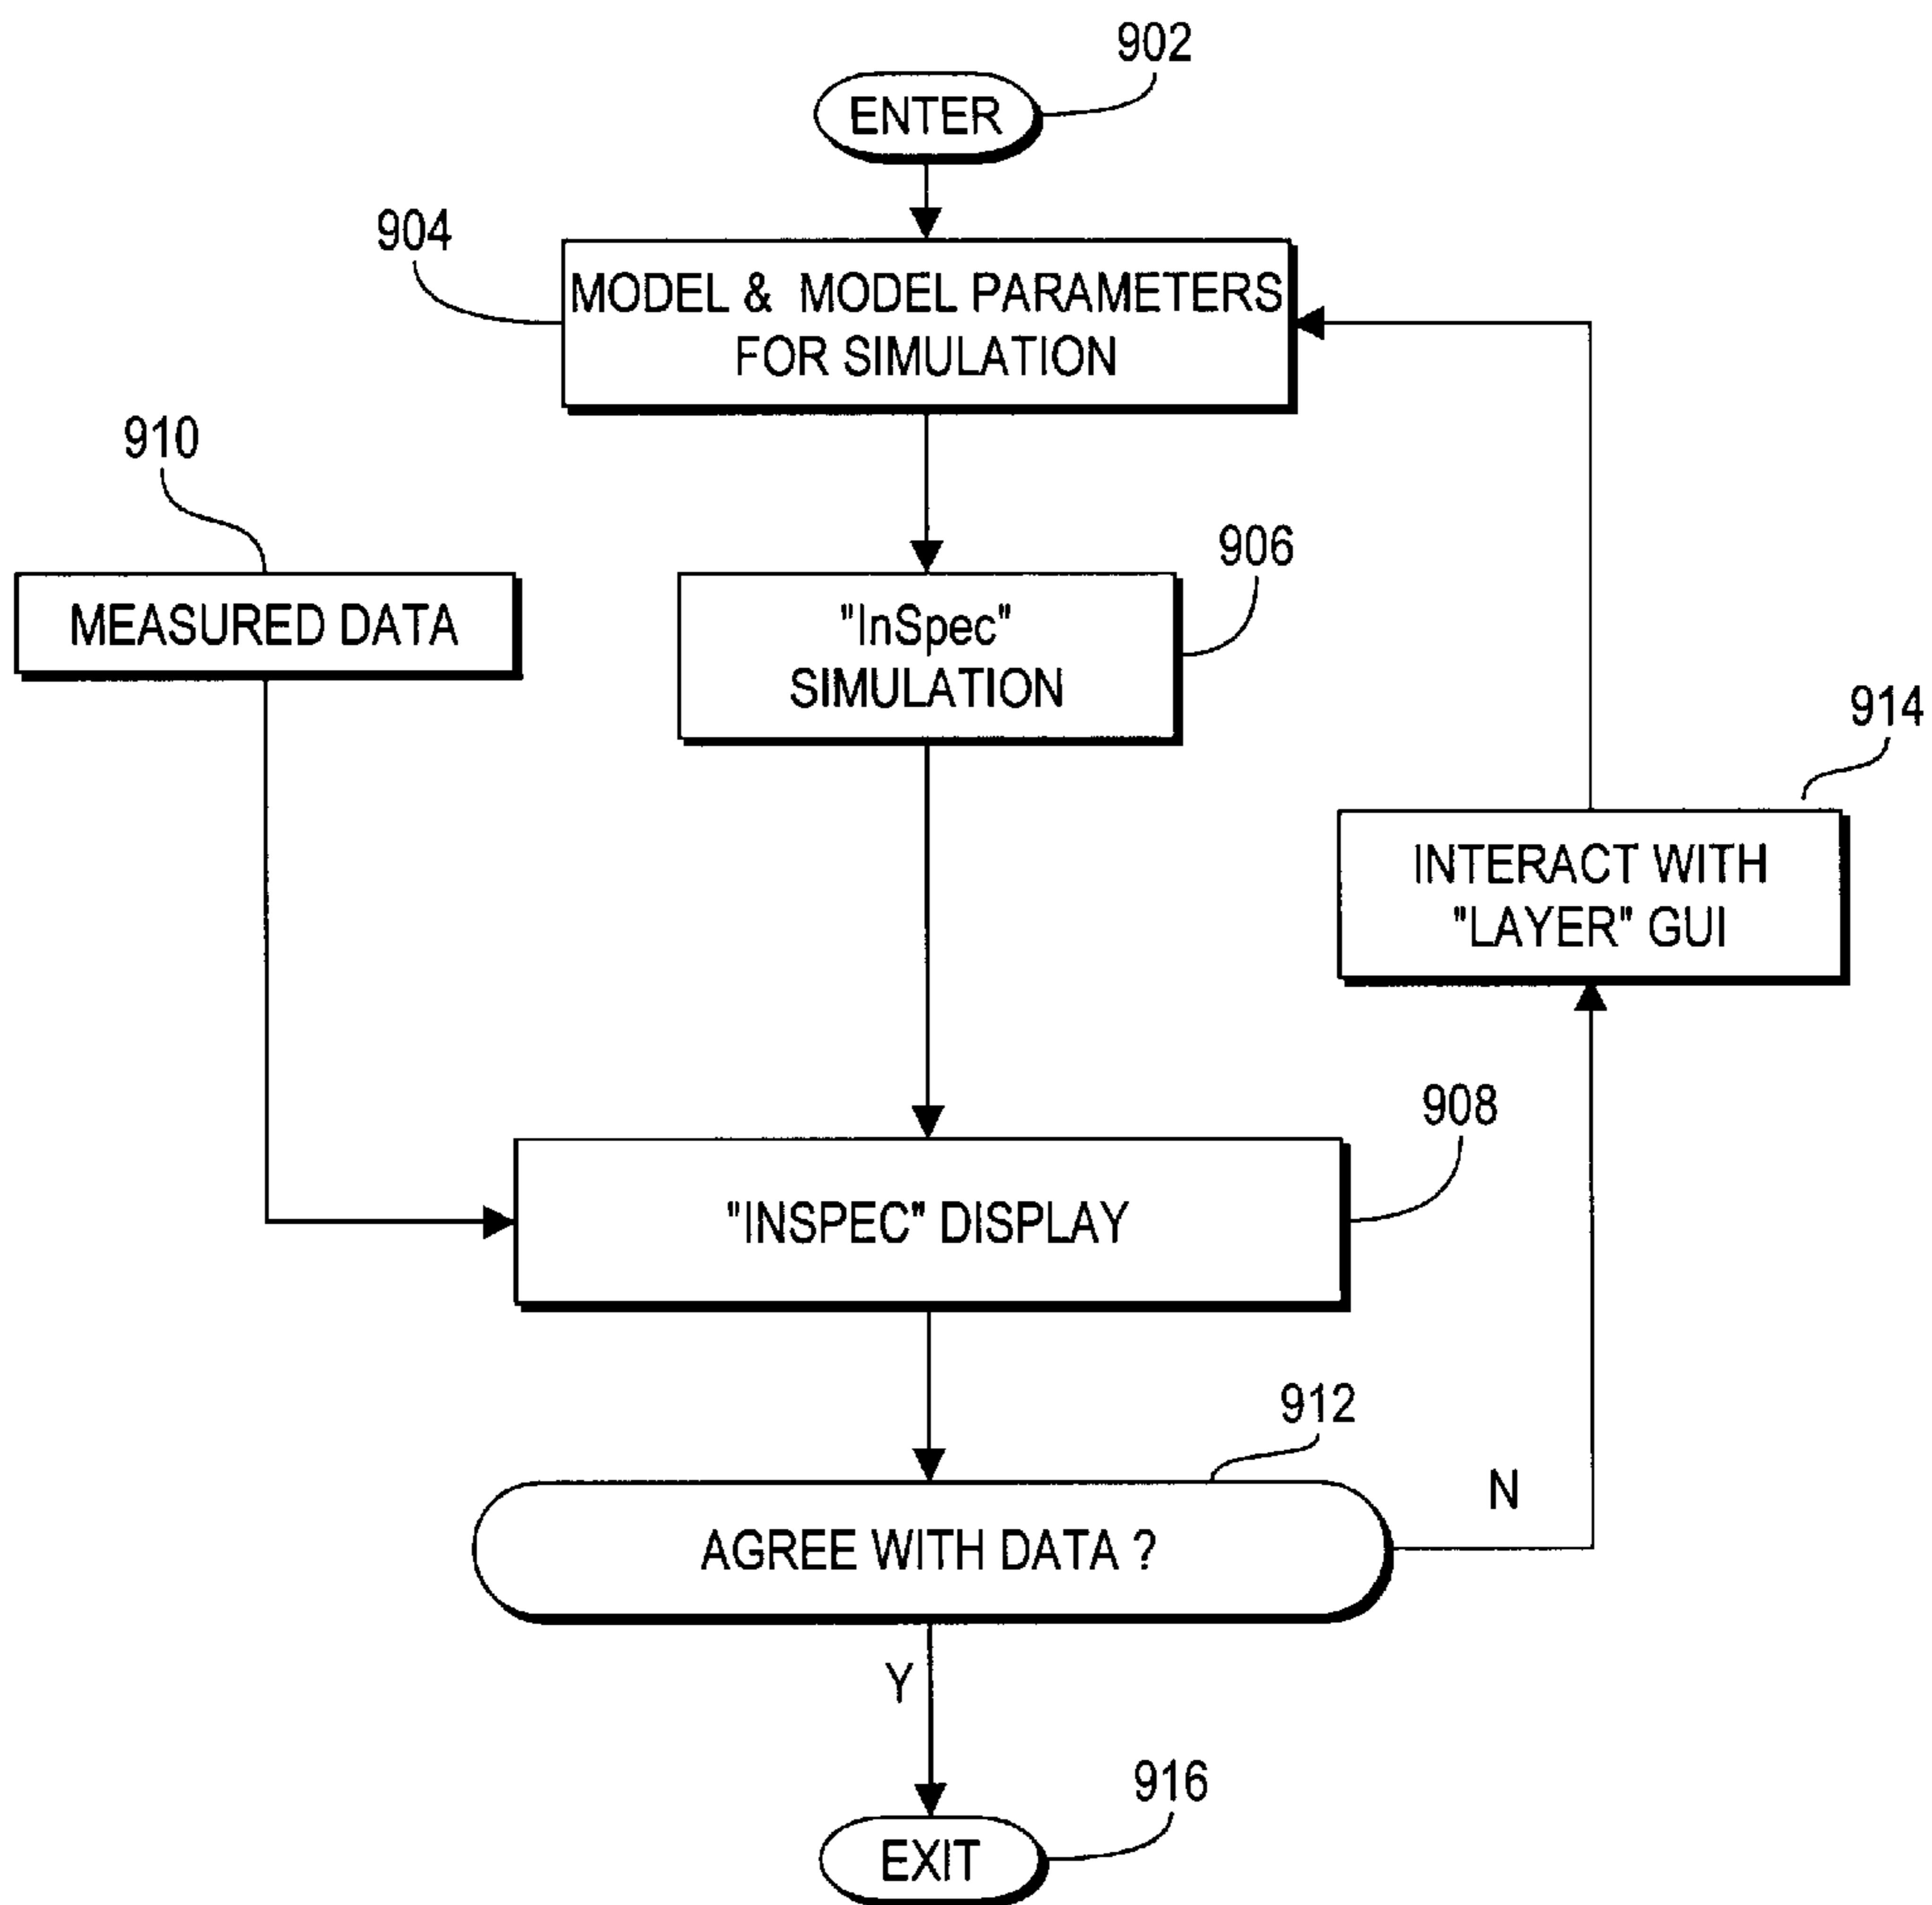 902
ENTER
904
MODEL & MODEL PARAMETERS
FOR SIMULATION
910
906
MEASURED DATA
"InSpec"
SIMULATION
914
INTERACT WITH
"LAYER" GUI
908
"INSPEC" DISPLAY
912
N
AGREE WITH DATA ?
Y
916
EXIT